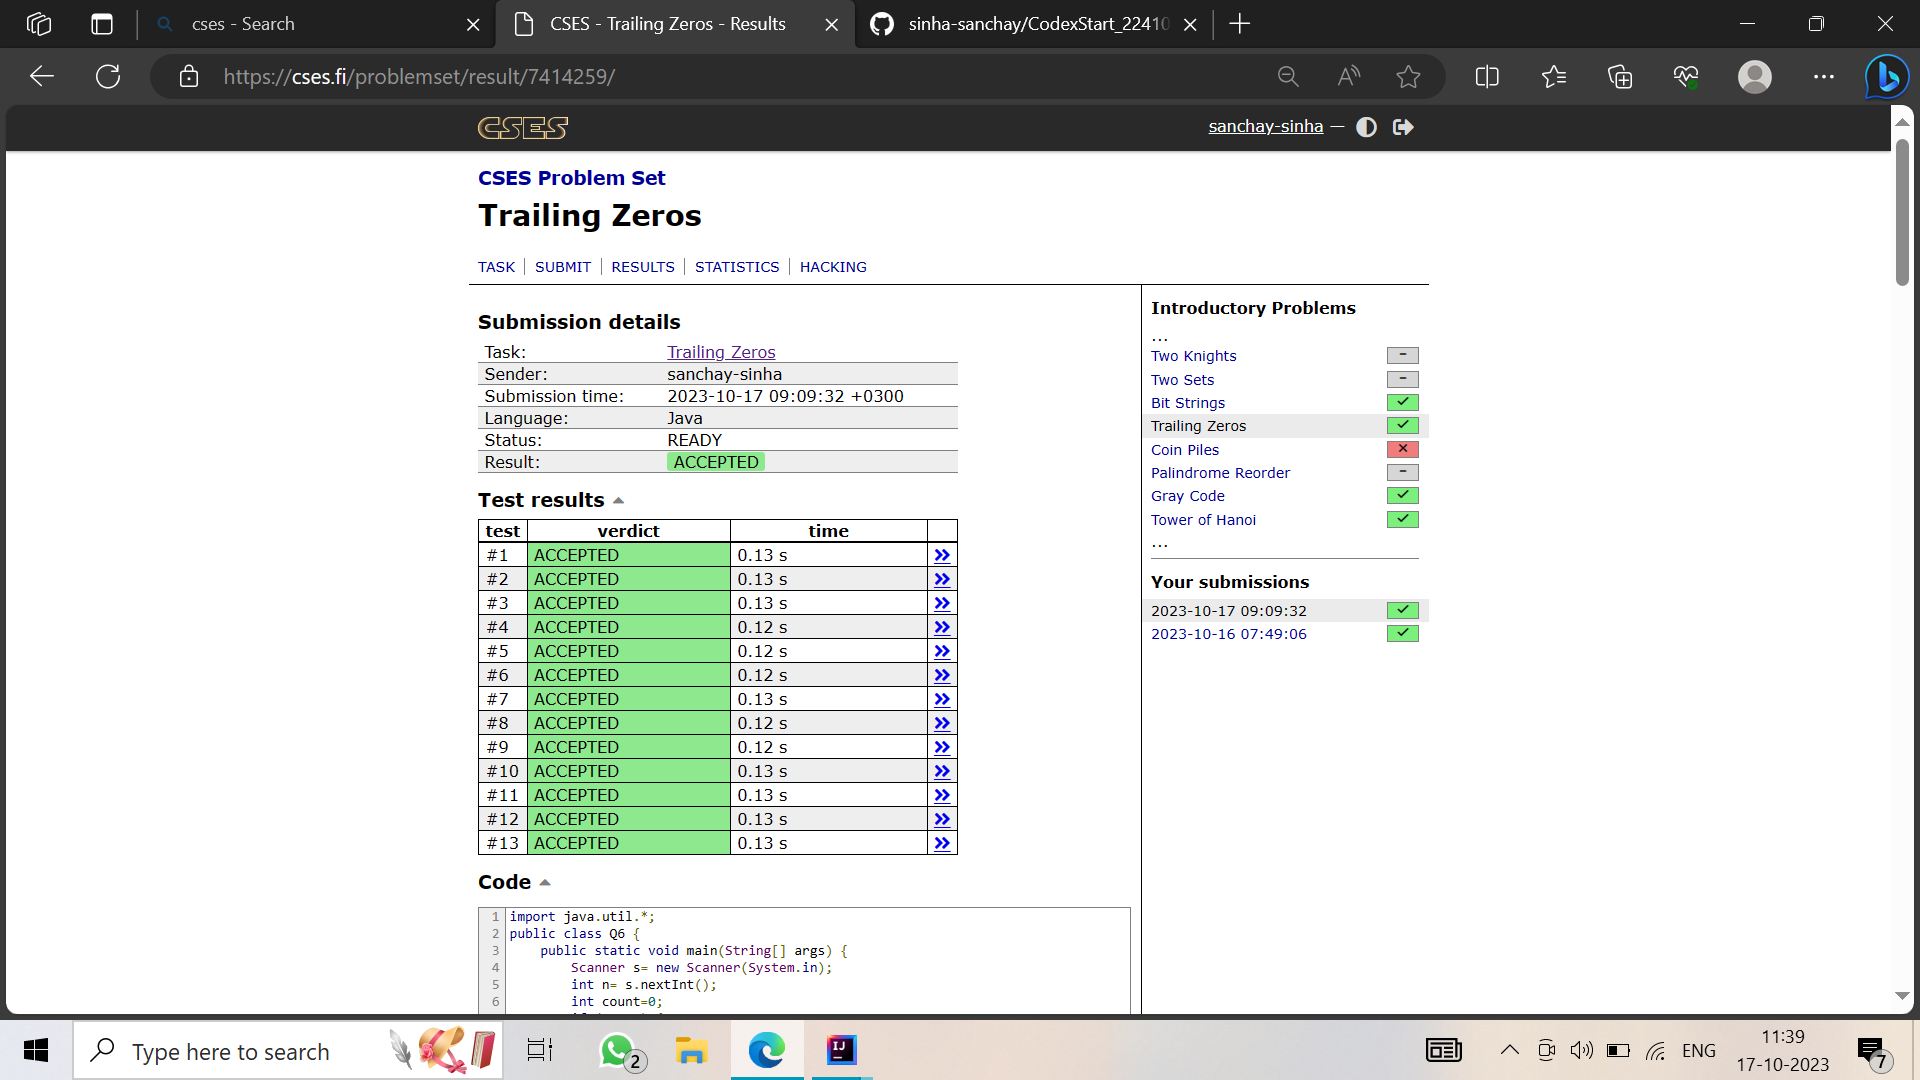 cses - Search
CSES - Trailing Zeros - Results
sinha-sanchay/CodexStart_22410
https://cses.fi/problemset/result/7414259/
CSES
sanchay-sinha —
CSES Problem Set
Trailing Zeros
TASK | SUBMIT | RESULTS | STATISTICS | HACKING
Submission details
Task: Trailing Zeros
Sender: sanchay-sinha
Submission time: 2023-10-17 09:09:32 +0300
Language: Java
Status: READY
Result: ACCEPTED
Test results
test verdict time
#1 ACCEPTED 0.13 s »
#2 ACCEPTED 0.13 s »
#3 ACCEPTED 0.13 s »
#4 ACCEPTED 0.12 s »
#5 ACCEPTED 0.12 s »
#6 ACCEPTED 0.12 s »
#7 ACCEPTED 0.13 s »
#8 ACCEPTED 0.12 s »
#9 ACCEPTED 0.12 s »
#10 ACCEPTED 0.13 s »
#11 ACCEPTED 0.13 s »
#12 ACCEPTED 0.13 s »
#13 ACCEPTED 0.13 s »
Code
1 import java.util.*;
2 public class Q6 {
3 public static void main(String[] args) {
4 Scanner s= new Scanner(System.in);
5 int n= s.nextInt();
6 int count=0;
Introductory Problems
...
Two Knights –
Two Sets –
Bit Strings
Trailing Zeros
Coin Piles
Palindrome Reorder –
Gray Code
Tower of Hanoi
...
Your submissions
2023-10-17 09:09:32
2023-10-16 07:49:06
Type here to search
2
IJ
ENG
11:39
17-10-2023
7